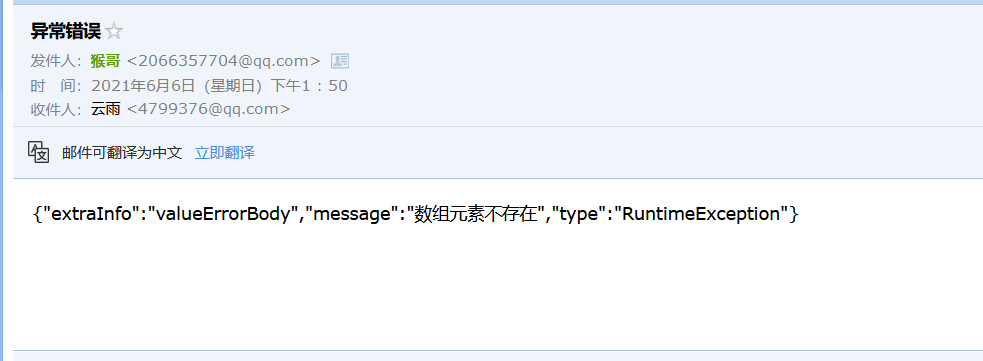 异常错误
发件人：猴哥 <2066357704@qq.com>
时 间：2021年6月6日（星期日）下午1：50
收件人：云雨 <4799376@qq.com>
邮件可翻译为中文 立即翻译
{"extraInfo":"valueErrorBody","message":"数组元素不存在","type":"RuntimeException"}